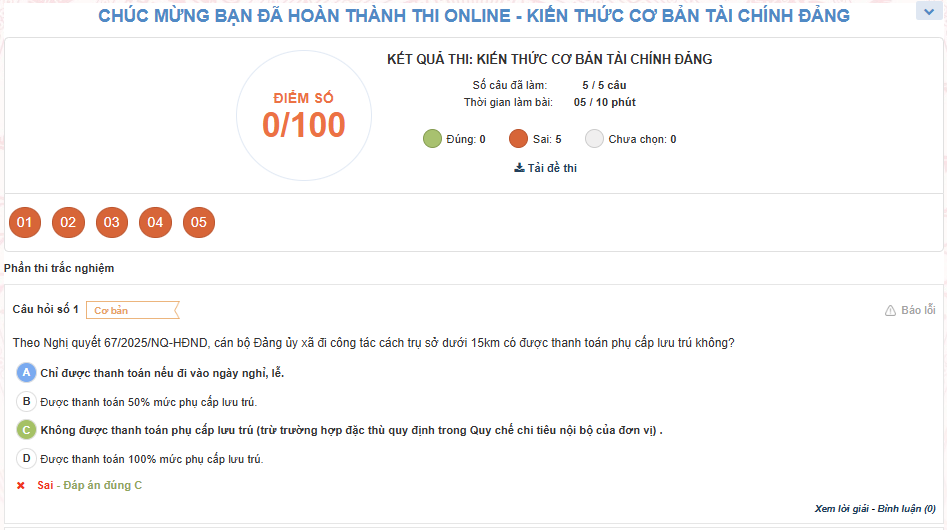 CHÚC MỪNG BẠN ĐÃ HOÀN THÀNH THI ONLINE - KIẾN THỨC CƠ BẢN TÀI CHÍNH ĐẢNG
KẾT QUẢ THI: KIẾN THỨC CƠ BẢN TÀI CHÍNH ĐẢNG
ĐIỂM SỐ
0/100
Số câu đã làm: 5 / 5 câu
Thời gian làm bài: 05 / 10 phút
Đúng: 0 Sai: 5 Chưa chọn: 0
Tải đề thi
01 02 03 04 05
Phần thi trắc nghiệm
Câu hỏi số 1 Cơ bản Báo lỗi
Theo Nghị quyết 67/2025/NQ-HĐND, cán bộ Đảng ủy xã đi công tác cách trụ sở dưới 15km có được thanh toán phụ cấp lưu trú không?
A Chỉ được thanh toán nếu đi vào ngày nghỉ, lễ.
B Được thanh toán 50% mức phụ cấp lưu trú.
C Không được thanh toán phụ cấp lưu trú (trừ trường hợp đặc thù quy định trong Quy chế chi tiêu nội bộ của đơn vị) .
D Được thanh toán 100% mức phụ cấp lưu trú.
Sai - Đáp án đúng C
Xem lời giải - Bình luận (0)